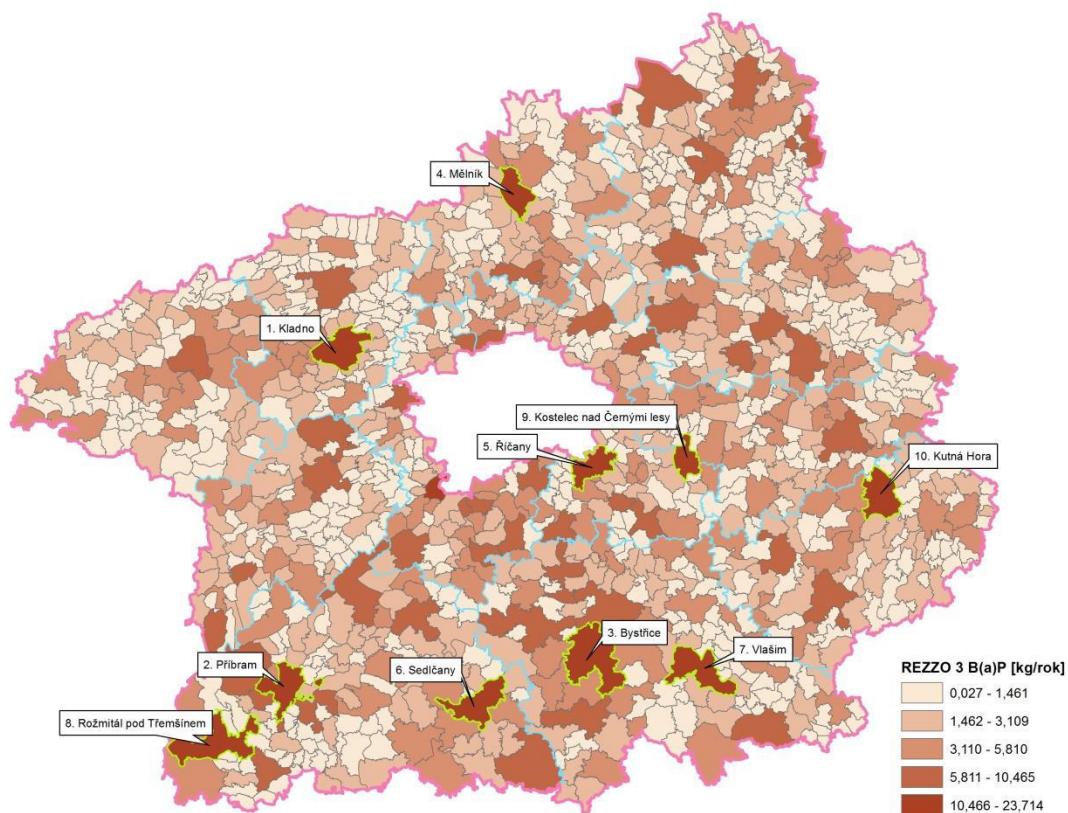 4. Mělník
1. Kladno
9. Kostelec nad Černými lesy
5. Říčany
10. Kutná Hora
3. Bystřice
7. Vlašim
2. Příbram
6. Sedlčany
8. Rožmitál pod Třemšínem
REZZO 3 B(a)P [kg/rok]
0,027 - 1,461
1,462 - 3,109
3,110 - 5,810
5,811 - 10,465
10,466 - 23,714